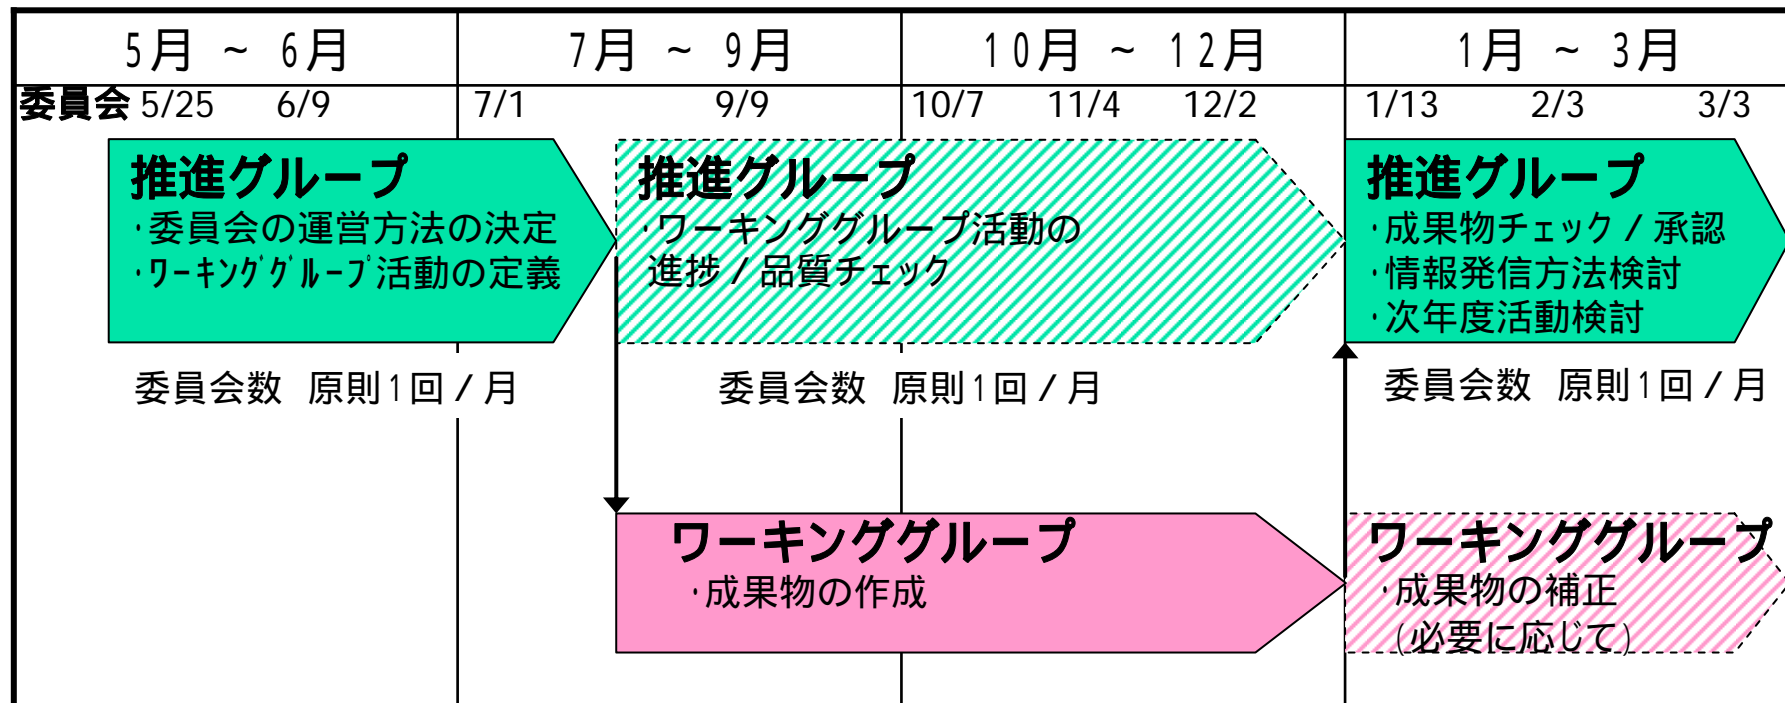 5月 ~ 6月 7月 ~ 9月 10月 ~ 12月 1月 ~ 3月
委員会 5/25 6/9 7/1 9/9 10/7 11/4 12/2 1/13 2/3 3/3
推進グループ
・委員会の運営方法の決定
・ﾜｰｷﾝｸﾞｸﾞﾙｰﾌﾟ活動の定義
委員会数 原則1回/月
推進グループ
・ワーキンググループ活動の
進捗/品質チェック
委員会数 原則1回/月
推進グループ
・成果物チェック/承認
・情報発信方法検討
・次年度活動検討
委員会数 原則1回/月
ワーキンググループ
・成果物の作成
ワーキンググループ
・成果物の補正
(必要に応じて)